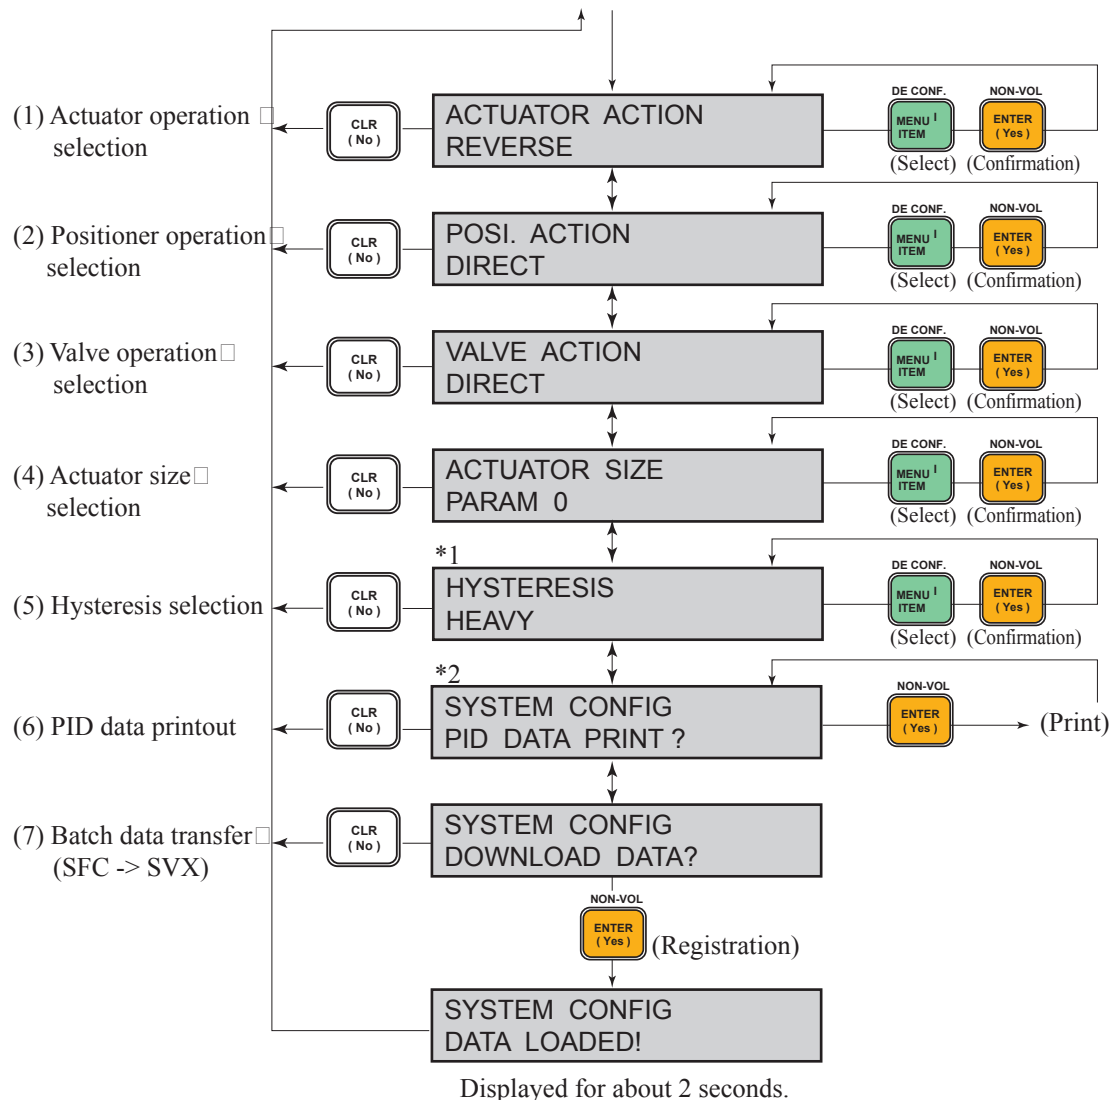 (1) Actuator operation
selection
CLR
( No )
ACTUATOR ACTION
REVERSE
DE CONF.
MENU I
ITEM
(Select)
NON-VOL
ENTER
( Yes )
(Confirmation)
(2) Positioner operation
selection
CLR
( No )
POSI. ACTION
DIRECT
DE CONF.
MENU I
ITEM
(Select)
NON-VOL
ENTER
( Yes )
(Confirmation)
(3) Valve operation
selection
CLR
( No )
VALVE ACTION
DIRECT
DE CONF.
MENU I
ITEM
(Select)
NON-VOL
ENTER
( Yes )
(Confirmation)
(4) Actuator size
selection
CLR
( No )
ACTUATOR SIZE
PARAM 0
DE CONF.
MENU I
ITEM
(Select)
NON-VOL
ENTER
( Yes )
(Confirmation)
*1
(5) Hysteresis selection
CLR
( No )
HYSTERESIS
HEAVY
DE CONF.
MENU I
ITEM
(Select)
NON-VOL
ENTER
( Yes )
(Confirmation)
*2
(6) PID data printout
CLR
( No )
SYSTEM CONFIG
PID DATA PRINT ?
NON-VOL
ENTER
( Yes )
(Print)
(7) Batch data transfer
(SFC -> SVX)
CLR
( No )
SYSTEM CONFIG
DOWNLOAD DATA?
NON-VOL
ENTER
( Yes )
(Registration)
SYSTEM CONFIG
DATA LOADED!
Displayed for about 2 seconds.